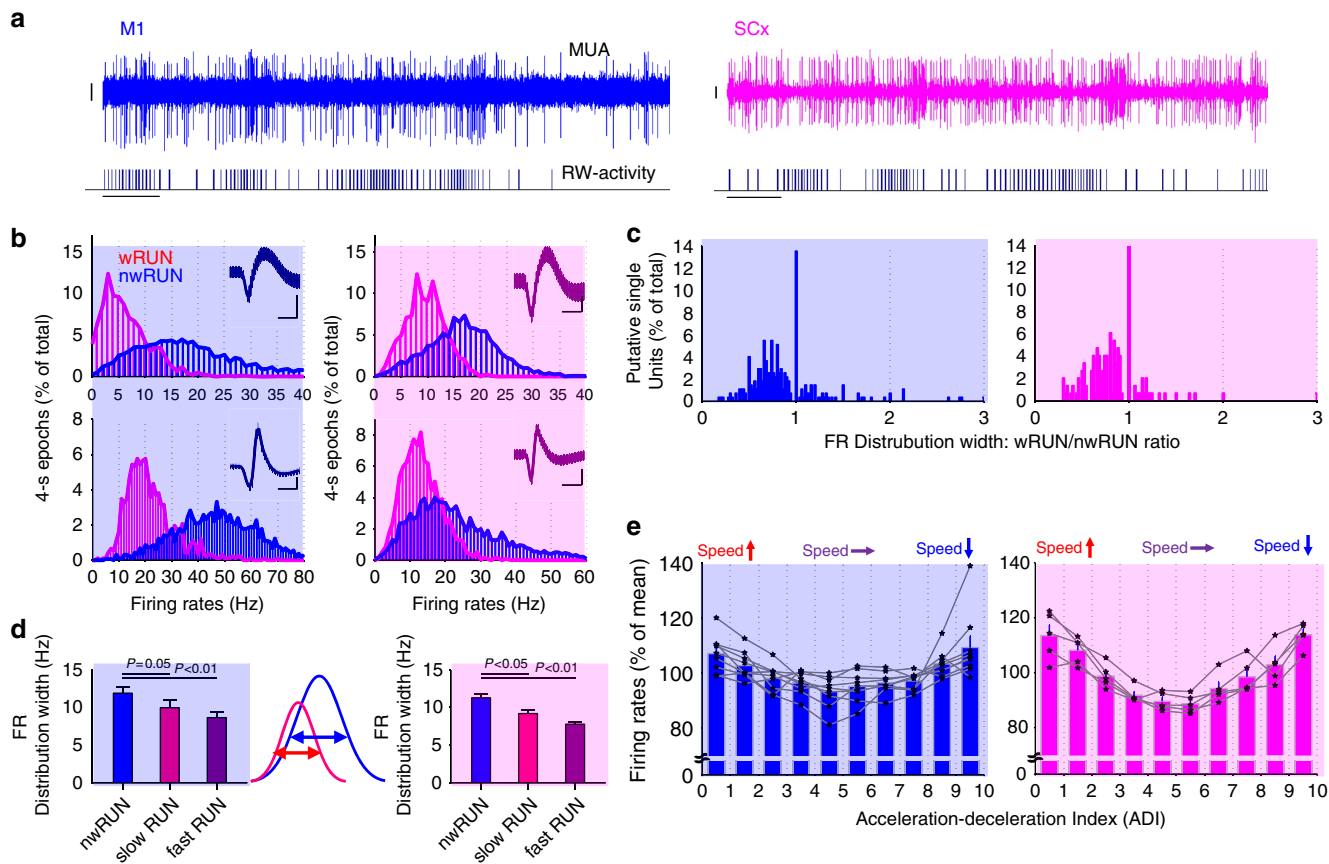 a
M1
MUA
RW-activity
SCx
b
15
10
5
0
wRUN
nwRUN
0 5 10 15 20 25 30 35 40
15
10
5
0
0 5 10 15 20 25 30 35 40
4-s epochs (% of total)
8
6
4
2
0
0 10 20 30 40 50 60 70 80
Firing rates (Hz)
4-s epochs (% of total)
8
6
4
2
0
0 10 20 30 40 50 60
Firing rates (Hz)
c
Putative single
Units (% of total)
14
12
10
8
6
4
2
0
0 1 2 3
14
12
10
8
6
4
2
0
0 1 2 3
FR Distrubution width: wRUN/nwRUN ratio
d
FR
Distribution width (Hz)
15
10
5
0
P=0.05
P<0.01
nwRUN
slow RUN
fast RUN
FR
Distribution width (Hz)
15
10
5
0
P<0.05
P<0.01
nwRUN
slow RUN
fast RUN
e
Speed
Speed
Speed
Firing rates (% of mean)
140
120
100
80
0
0 1 2 3 4 5 6 7 8 9 10
Speed
Speed
Speed
140
120
100
80
0
0 1 2 3 4 5 6 7 8 9 10
Acceleration-deceleration Index (ADI)